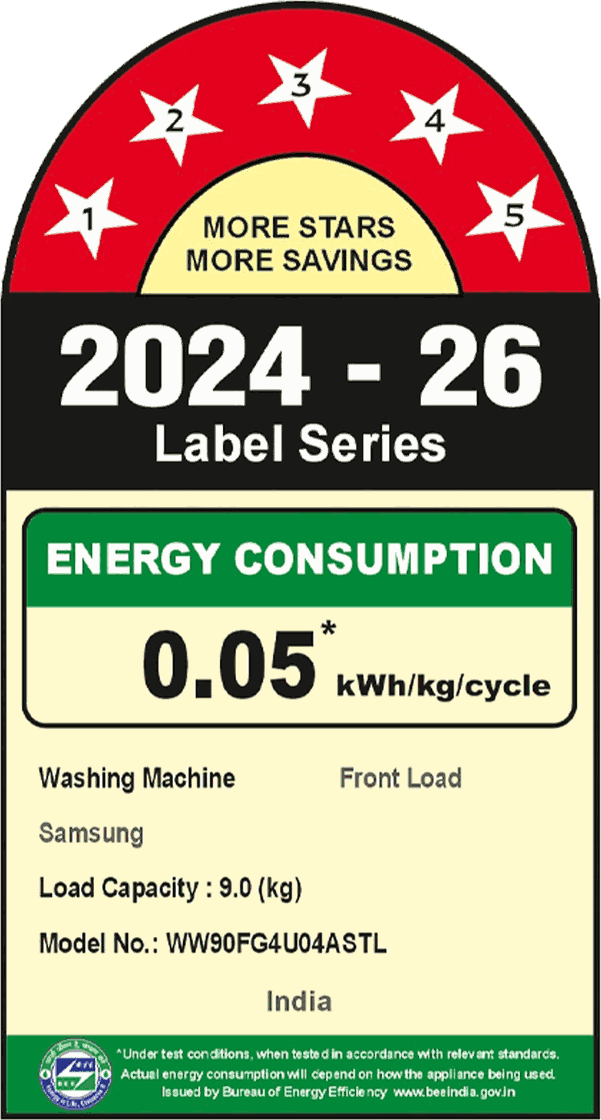 1 2 3 4 5
MORE STARS
MORE SAVINGS
2024 - 26
Label Series
ENERGY CONSUMPTION
0.05* kWh/kg/cycle
Washing Machine Front Load
Samsung
Load Capacity : 9.0 (kg)
Model No.: WW90FG4U04ASTL
India
*Under test conditions, when tested in accordance with relevant standards.
Actual energy consumption will depend on how the appliance being used.
Issued by Bureau of Energy Efficiency www.beeindia.gov.in